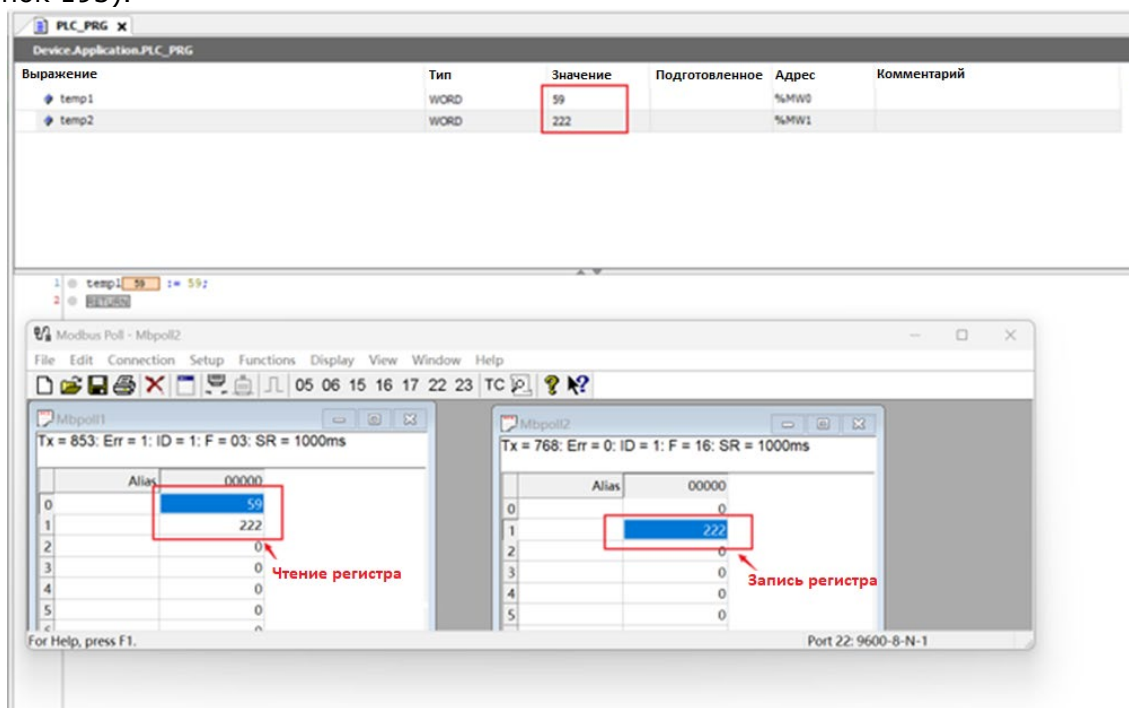 нок 195).
PLC_PRG x
Device.Application.PLC_PRG
Выражение Тип Значение Подготовленное Адрес Комментарий
temp1 WORD 59 %MW0
temp2 WORD 222 %MW1
1 temp1 59 := 59;
2 RETURN
Modbus Poll - Mbpoll2
File Edit Connection Setup Functions Display View Window Help
05 06 15 16 17 22 23 TC
Mbpoll1
Tx = 853: Err = 1: ID = 1: F = 03: SR = 1000ms
Alias 00000
0 59
1 222
2 0
3 0
4 0
5 0
Чтение регистра
Mbpoll2
Tx = 768: Err = 0: ID = 1: F = 16: SR = 1000ms
Alias 00000
0 0
1 222
2 0
3 0
4 0
5 0
Запись регистра
For Help, press F1. Port 22: 9600-8-N-1